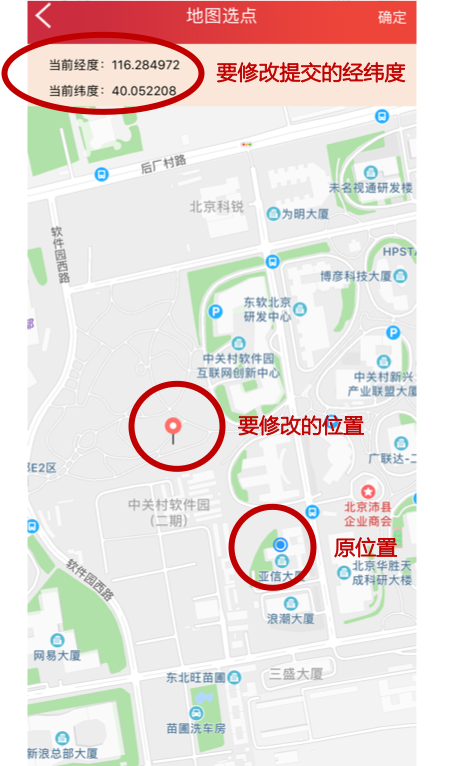 地图选点
确定
当前经度：116.284972
要修改提交的经纬度
当前纬度：40.052208
后厂村路
未名视通研发楼
北京科锐
为明大厦
软件园西路
HPST
博彦科技大厦
东软北京
研发中心
中关村软件园
互联网创新中心
中关村新兴
产业联盟大厦
要修改的位置
广联达-二
E2区
北京沛县
企业商会
中关村软件园
(二期)
原位置
亚信大厦
北京华胜天
成科研大楼
软件园西路
浪潮大厦
网易大厦
东北旺苗圃
三盛大厦
苗圃洗车房
新浪总部大厦